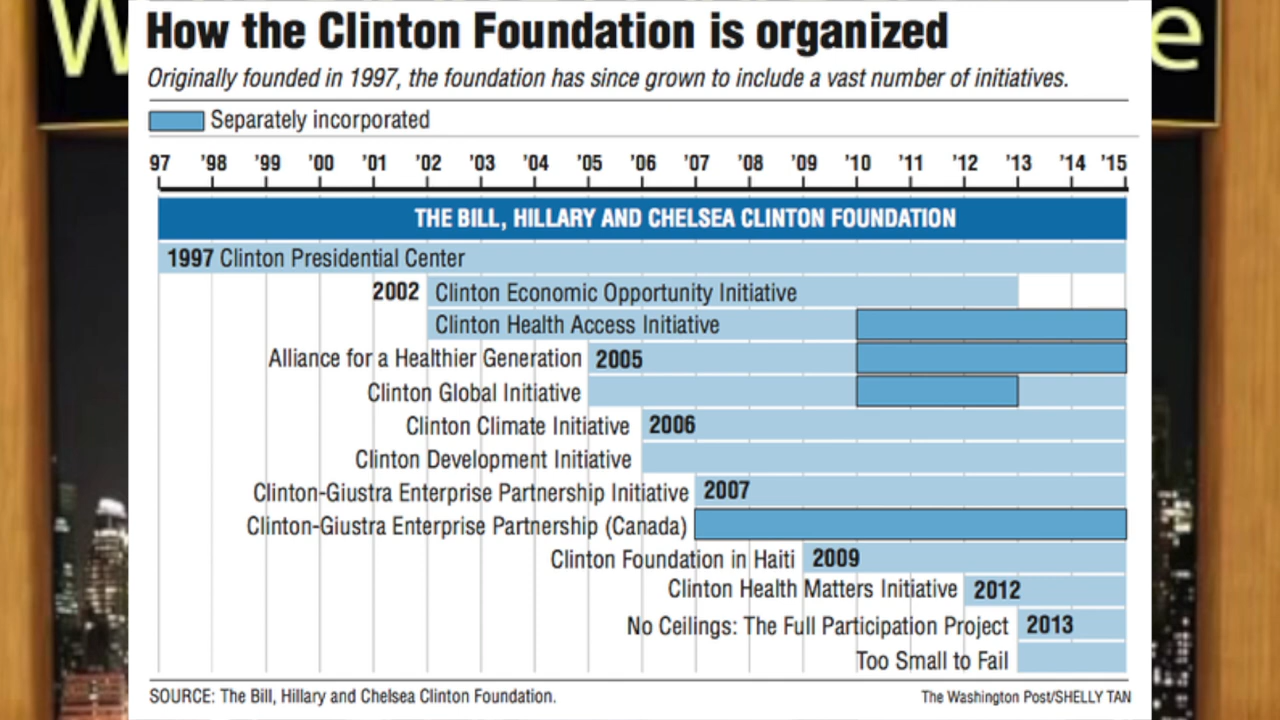 W
e
How the Clinton Foundation is organized
Originally founded in 1997, the foundation has since grown to include a vast number of initiatives.
Separately incorporated
97 '98 '99 '00 '01 '02 '03 '04 '05 '06 '07 '08 '09 '10 '11 '12 '13 '14 '15
THE BILL, HILLARY AND CHELSEA CLINTON FOUNDATION
1997 Clinton Presidential Center
2002 Clinton Economic Opportunity Initiative
Clinton Health Access Initiative
Alliance for a Healthier Generation 2005
Clinton Global Initiative
Clinton Climate Initiative 2006
Clinton Development Initiative
Clinton-Giustra Enterprise Partnership Initiative 2007
Clinton-Giustra Enterprise Partnership (Canada)
Clinton Foundation in Haiti 2009
Clinton Health Matters Initiative 2012
No Ceilings: The Full Participation Project 2013
Too Small to Fail
SOURCE: The Bill, Hillary and Chelsea Clinton Foundation. The Washington Post/SHELLY TAN